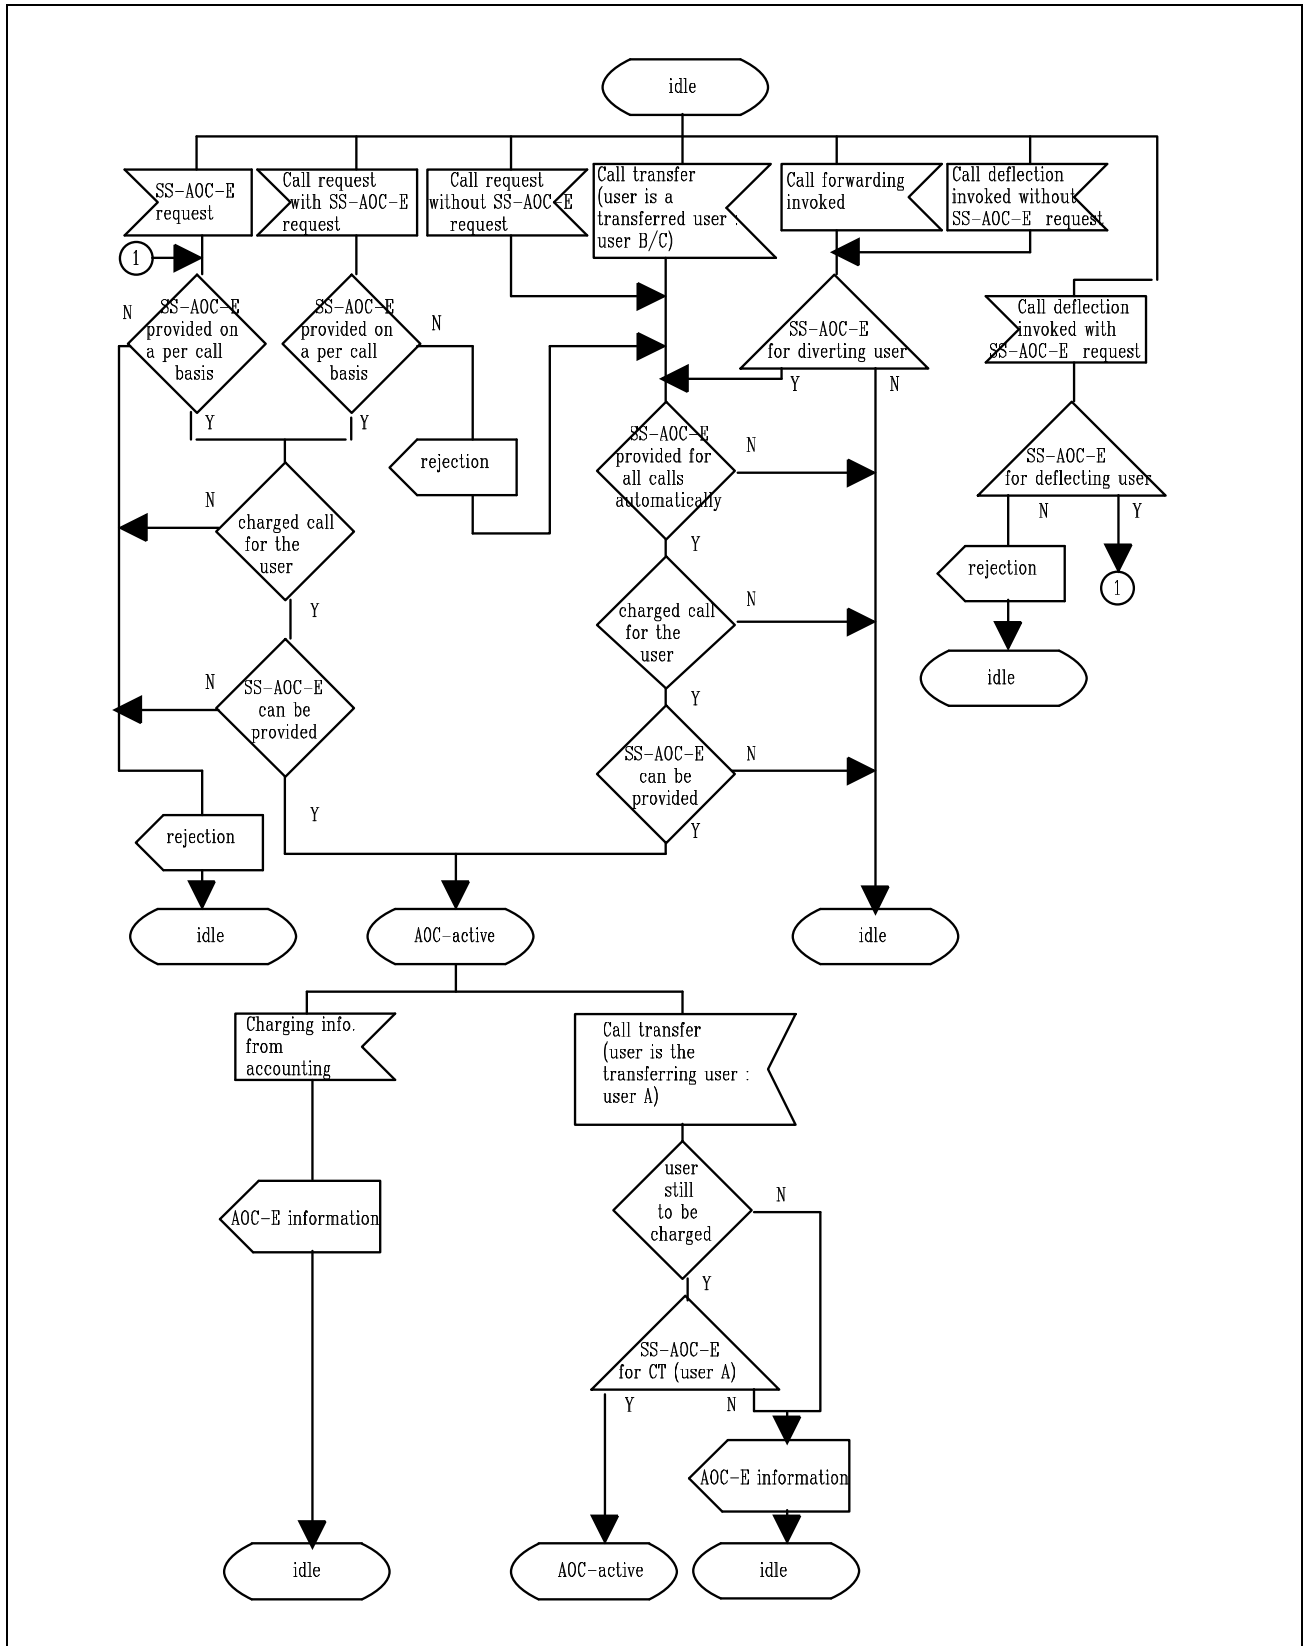 idle
SS-AOC-E
request
Call request
with SS-AOC-E
request
Call request
without SS-AOC-E
request
Call transfer
(user is a
transferred user :
user B/C)
Call forwarding
invoked
Call deflection
invoked without
SS-AOC-E request
1
Call deflection
invoked with
SS-AOC-E request
N
SS-AOC-E
provided on
a per call
basis
Y
SS-AOC-E
provided on
a per call
basis
N
Y
SS-AOC-E
for diverting user
Y
N
rejection
SS-AOC-E
provided for
all calls
automatically
N
Y
SS-AOC-E
for deflecting user
N
Y
N
charged call
for the
user
Y
charged call
for the
user
N
Y
rejection
1
idle
N
SS-AOC-E
can be
provided
Y
SS-AOC-E
can be
provided
N
Y
rejection
idle
AOC-active
idle
Charging info.
from
accounting
Call transfer
(user is the
transferring user :
user A)
user
still
to be
charged
N
Y
AOC-E information
SS-AOC-E
for CT (user A)
Y
N
AOC-E information
idle
AOC-active
idle